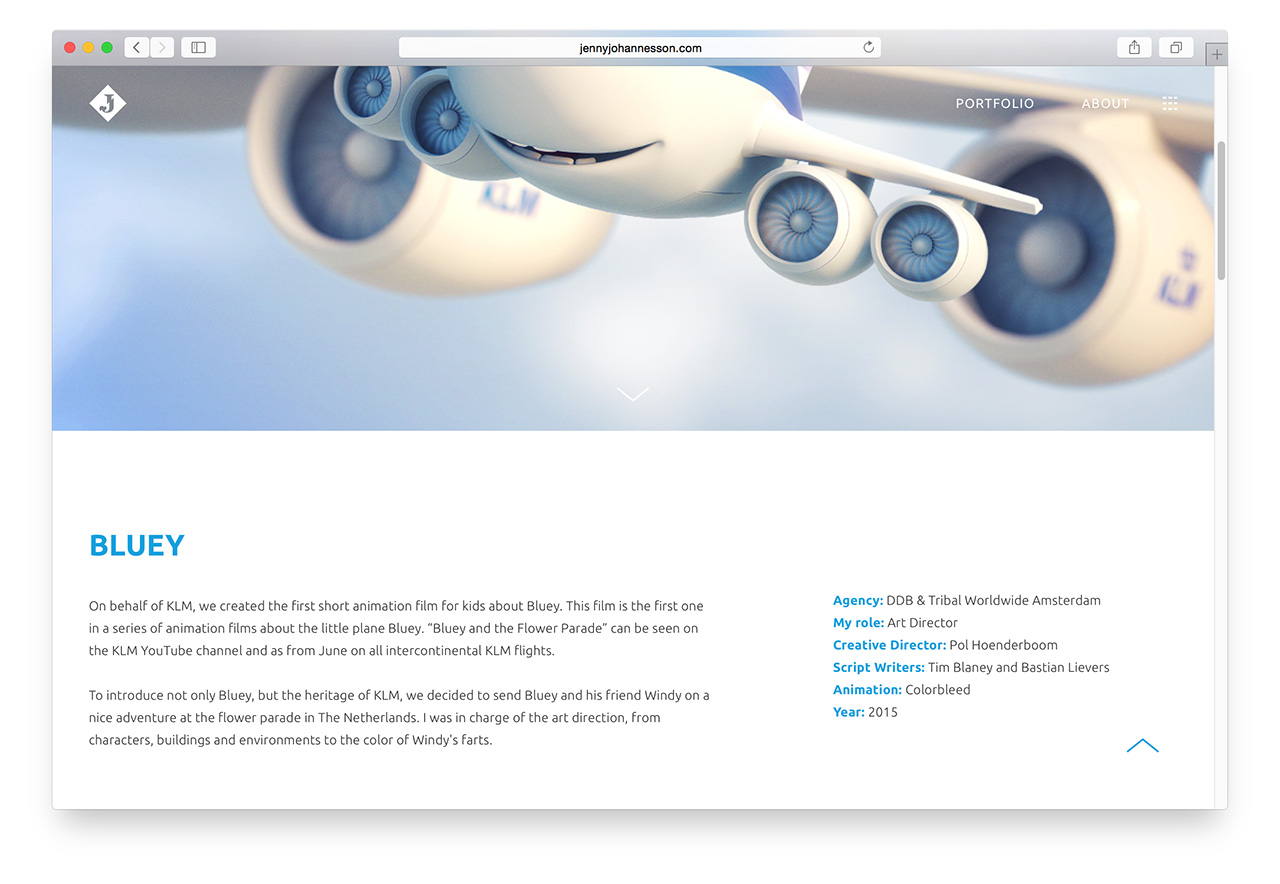 jennyjohannesson.com
J
PORTFOLIO
ABOUT
KLM
KLM
BLUEY
On behalf of KLM, we created the first short animation film for kids about Bluey. This film is the first one
in a series of animation films about the little plane Bluey. “Bluey and the Flower Parade” can be seen on
the KLM YouTube channel and as from June on all intercontinental KLM flights.
To introduce not only Bluey, but the heritage of KLM, we decided to send Bluey and his friend Windy on a
nice adventure at the flower parade in The Netherlands. I was in charge of the art direction, from
characters, buildings and environments to the color of Windy's farts.
Agency: DDB & Tribal Worldwide Amsterdam
My role: Art Director
Creative Director: Pol Hoenderboom
Script Writers: Tim Blaney and Bastian Lievers
Animation: Colorbleed
Year: 2015